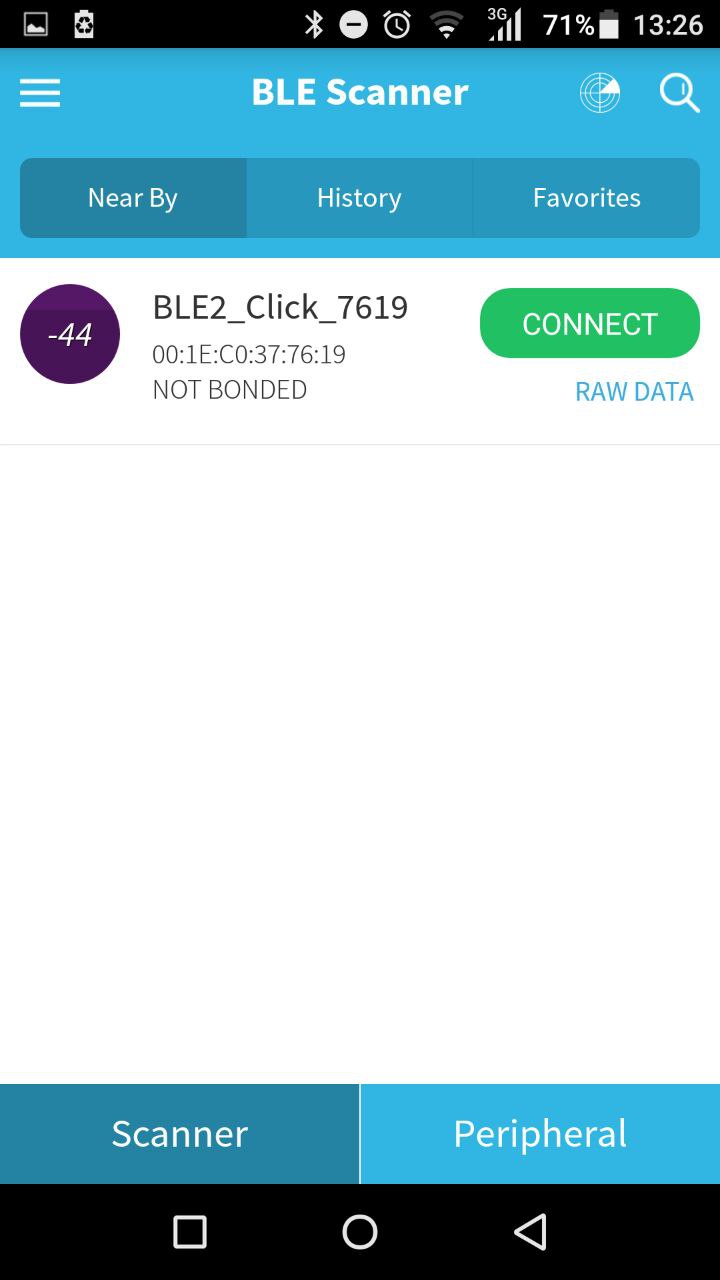 3G 71% 13:26
BLE Scanner
Near By History Favorites
-44 BLE2_Click_7619 CONNECT
00:1E:C0:37:76:19
NOT BONDED RAW DATA
Scanner Peripheral